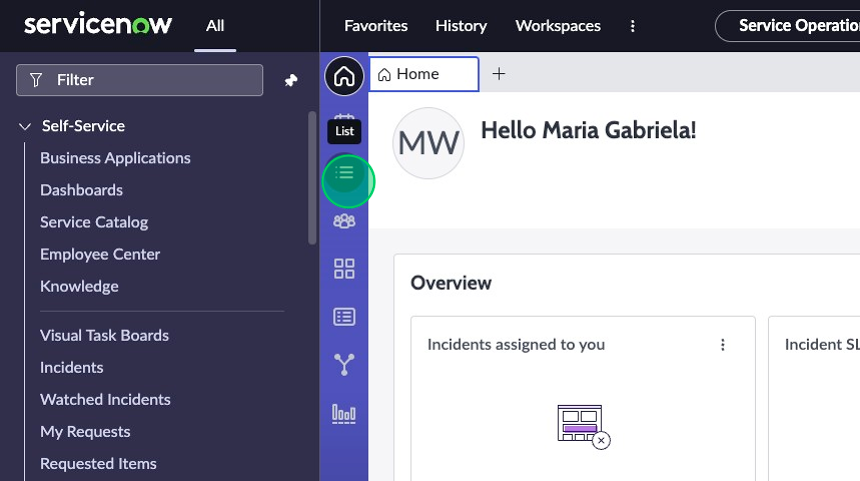 servicenow
All
Favorites
History
Workspaces
Service Operatio
Filter
Self-Service
Business Applications
Dashboards
Service Catalog
Employee Center
Knowledge
Visual Task Boards
Incidents
Watched Incidents
My Requests
Requested Items
Home
List
MW
Hello Maria Gabriela!
Overview
Incidents assigned to you
Incident SL